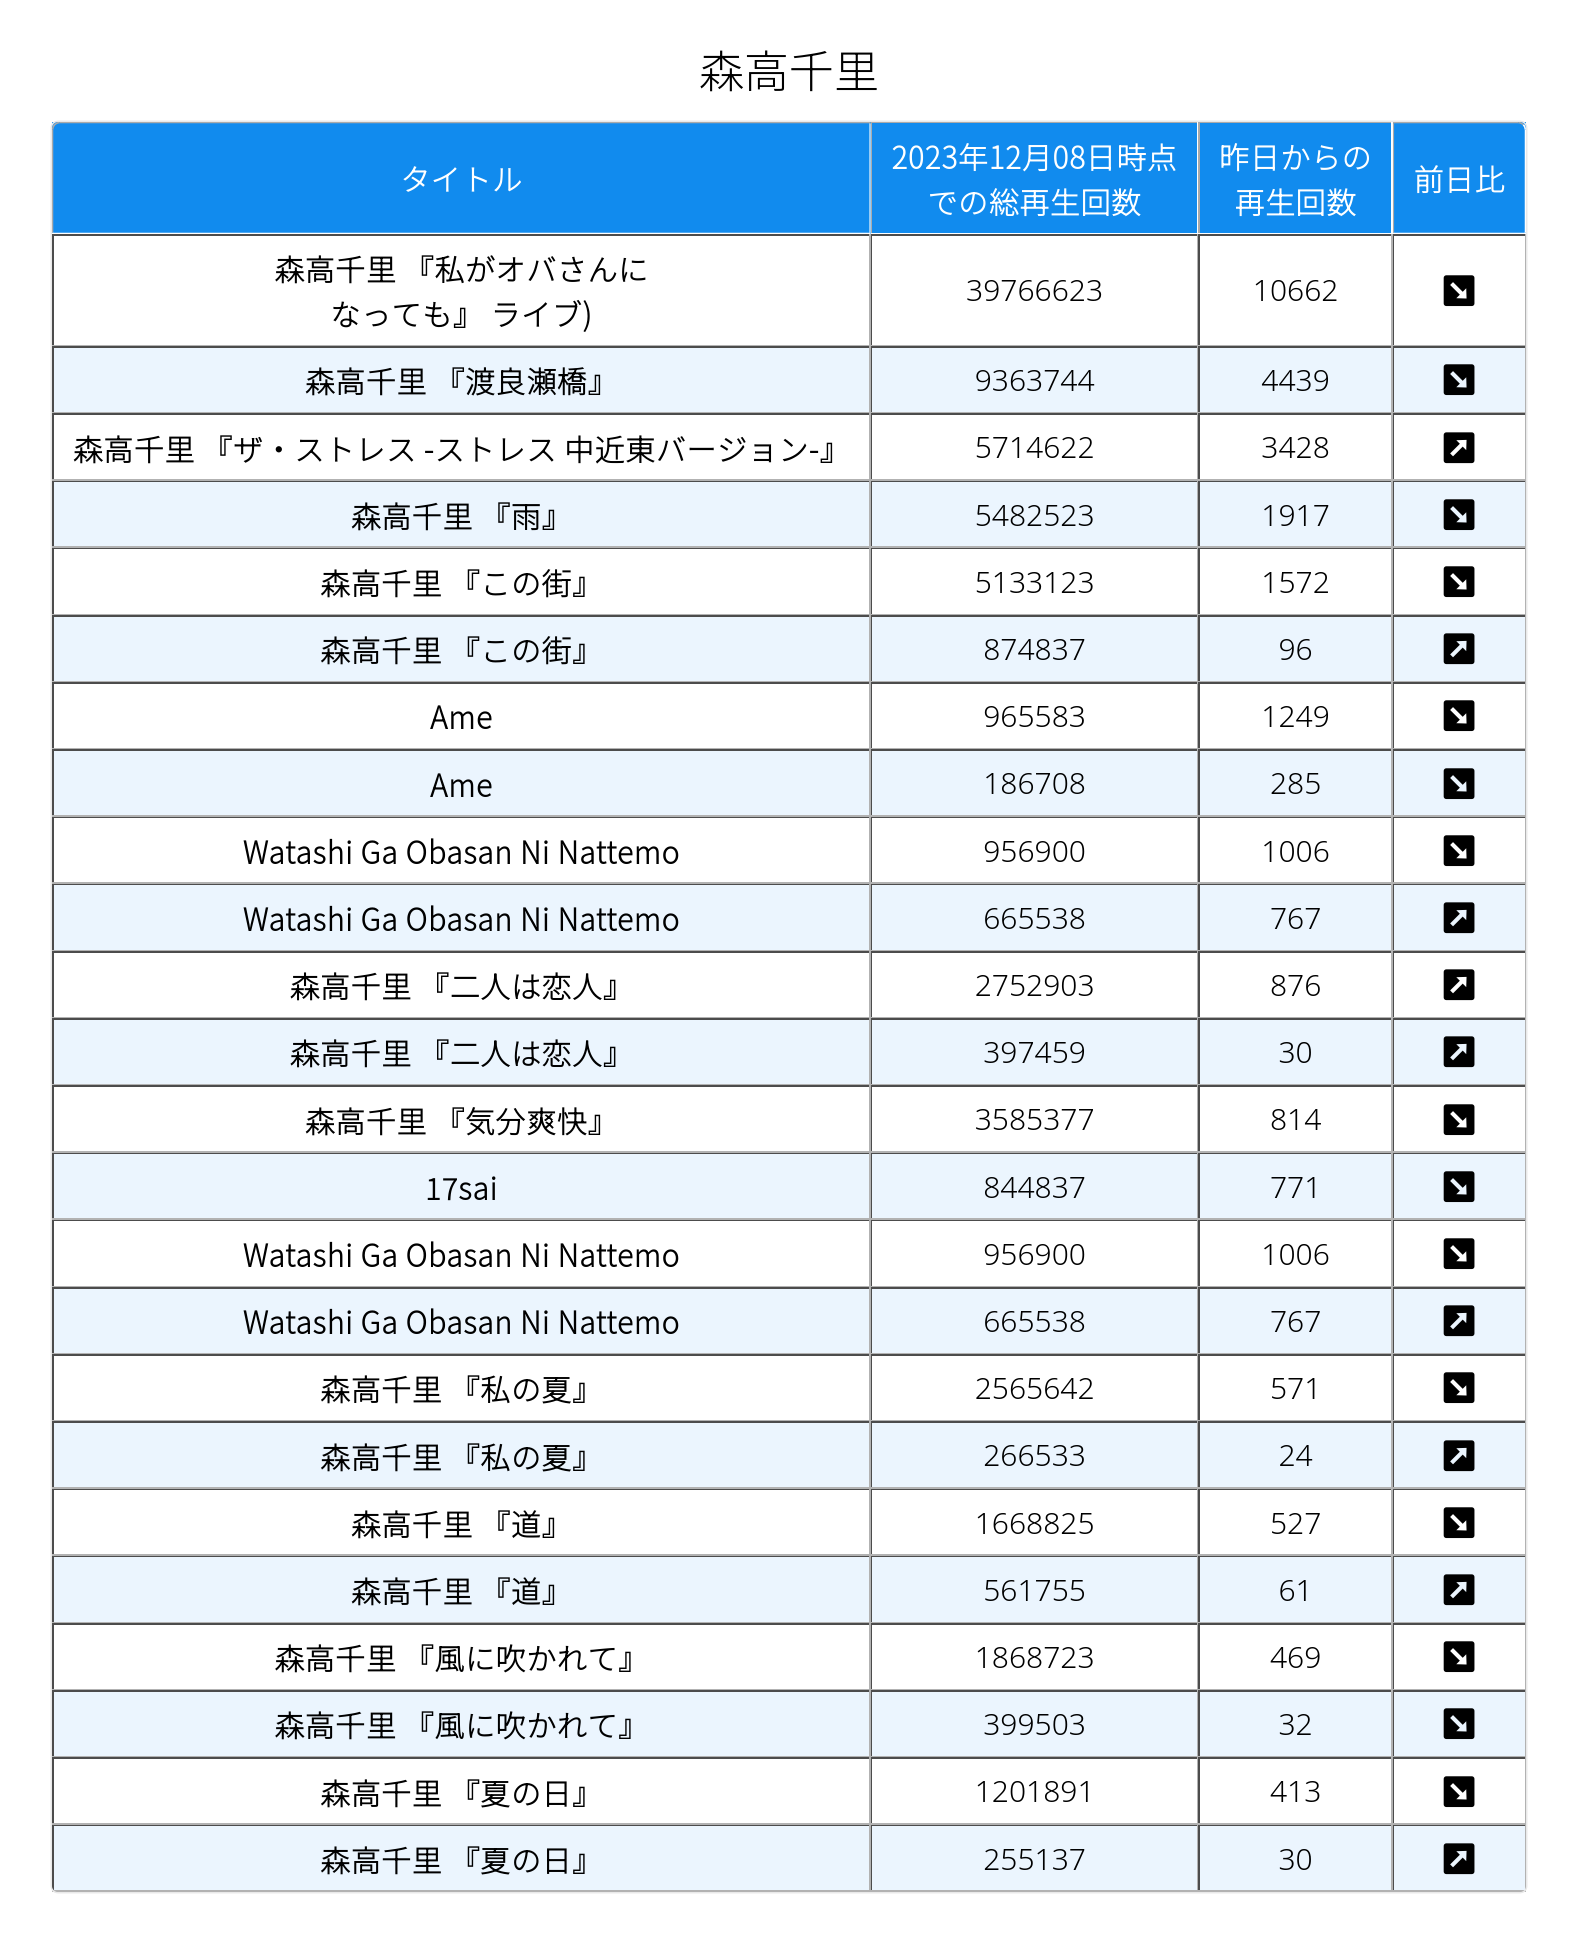 森高千里
タイトル
2023年12月08日時点
での総再生回数
昨日からの
再生回数
前日比
森高千里 『私がオバさんに
なっても』 ライブ)
39766623 10662
森高千里 『渡良瀬橋』 9363744 4439
森高千里 『ザ・ストレス -ストレス 中近東バージョン-』 5714622 3428
森高千里 『雨』 5482523 1917
森高千里 『この街』 5133123 1572
森高千里 『この街』 874837 96
Ame 965583 1249
Ame 186708 285
Watashi Ga Obasan Ni Nattemo 956900 1006
Watashi Ga Obasan Ni Nattemo 665538 767
森高千里 『二人は恋人』 2752903 876
森高千里 『二人は恋人』 397459 30
森高千里 『気分爽快』 3585377 814
17sai 844837 771
Watashi Ga Obasan Ni Nattemo 956900 1006
Watashi Ga Obasan Ni Nattemo 665538 767
森高千里 『私の夏』 2565642 571
森高千里 『私の夏』 266533 24
森高千里 『道』 1668825 527
森高千里 『道』 561755 61
森高千里 『風に吹かれて』 1868723 469
森高千里 『風に吹かれて』 399503 32
森高千里 『夏の日』 1201891 413
森高千里 『夏の日』 255137 30